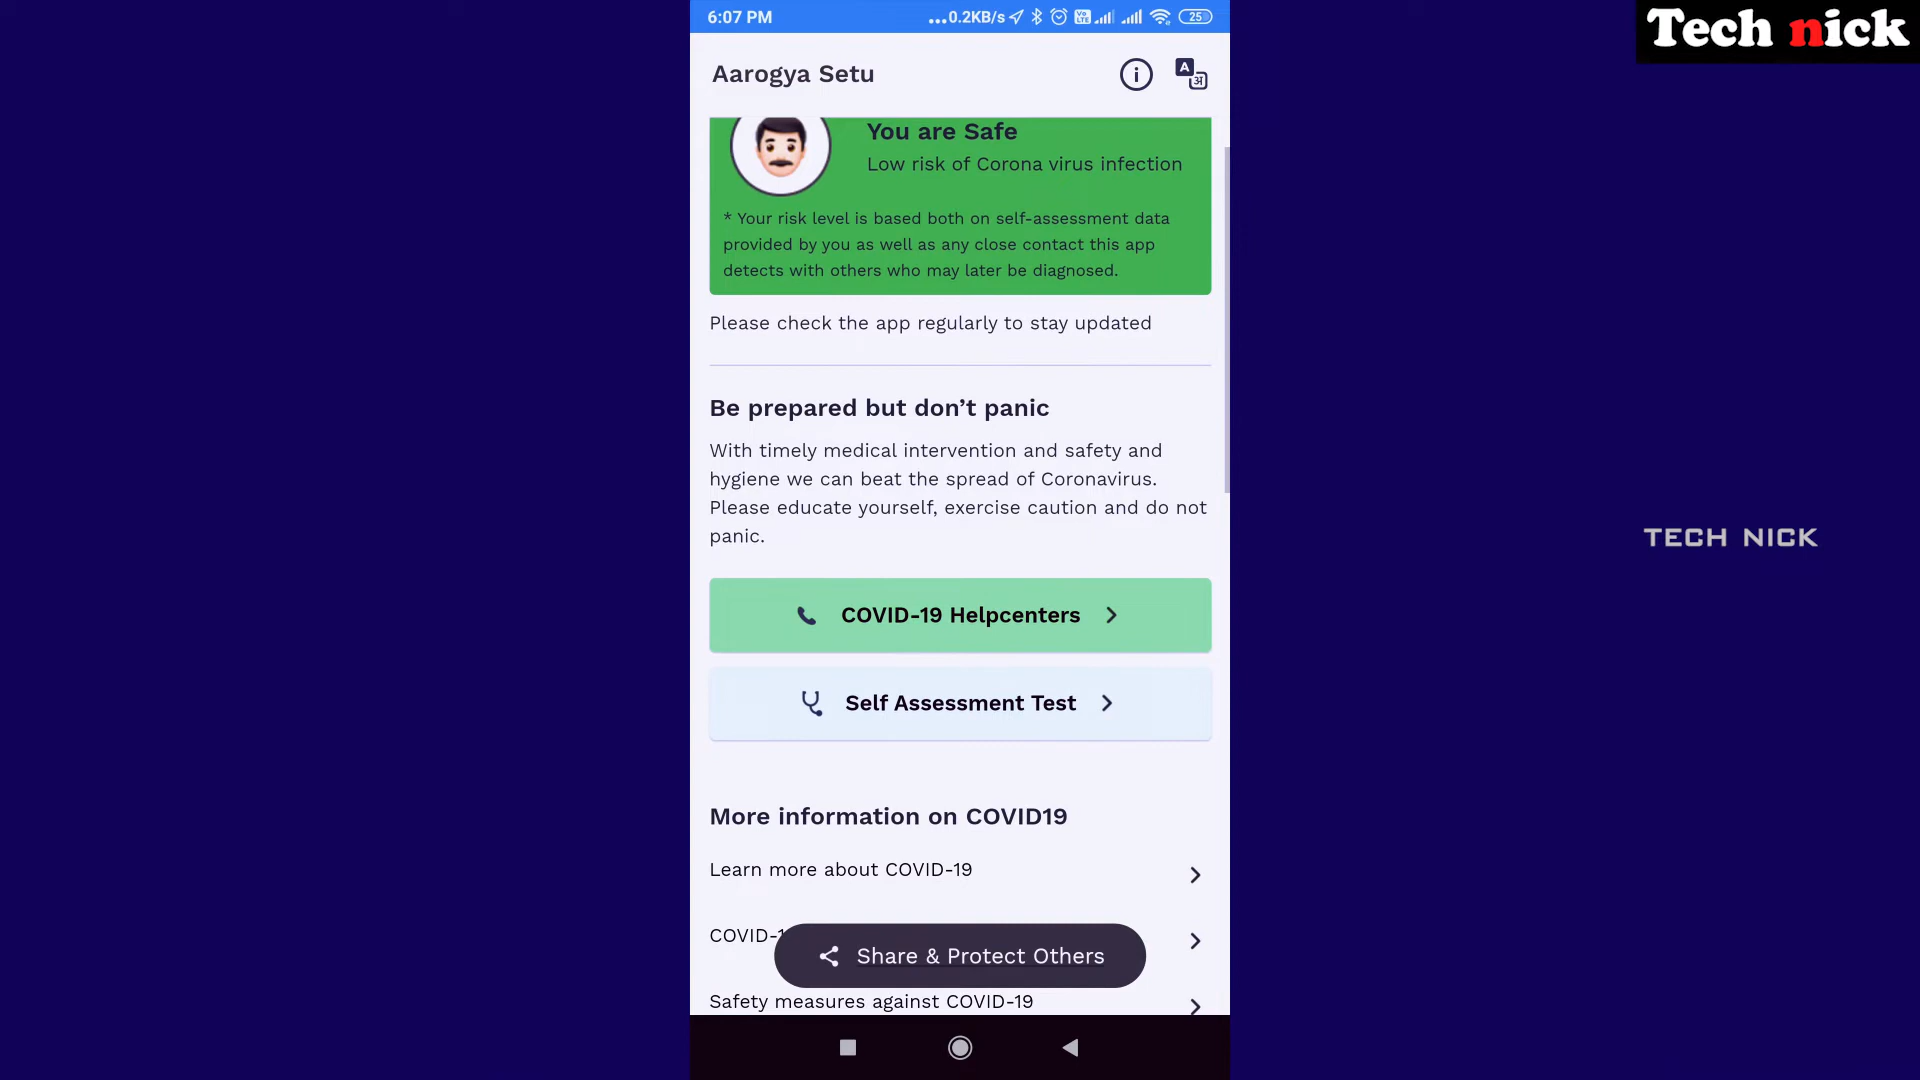 6:07 PM
...0.2KB/s
Vo
LTE
25
Tech nick
Aarogya Setu
A
अ
You are Safe
Low risk of Corona virus infection
* Your risk level is based both on self-assessment data
provided by you as well as any close contact this app
detects with others who may later be diagnosed.
Please check the app regularly to stay updated
Be prepared but don’t panic
With timely medical intervention and safety and
hygiene we can beat the spread of Coronavirus.
Please educate yourself, exercise caution and do not
panic.
TECH NICK
COVID-19 Helpcenters
Self Assessment Test
More information on COVID19
Learn more about COVID-19
COVID-1
Share & Protect Others
Safety measures against COVID-19